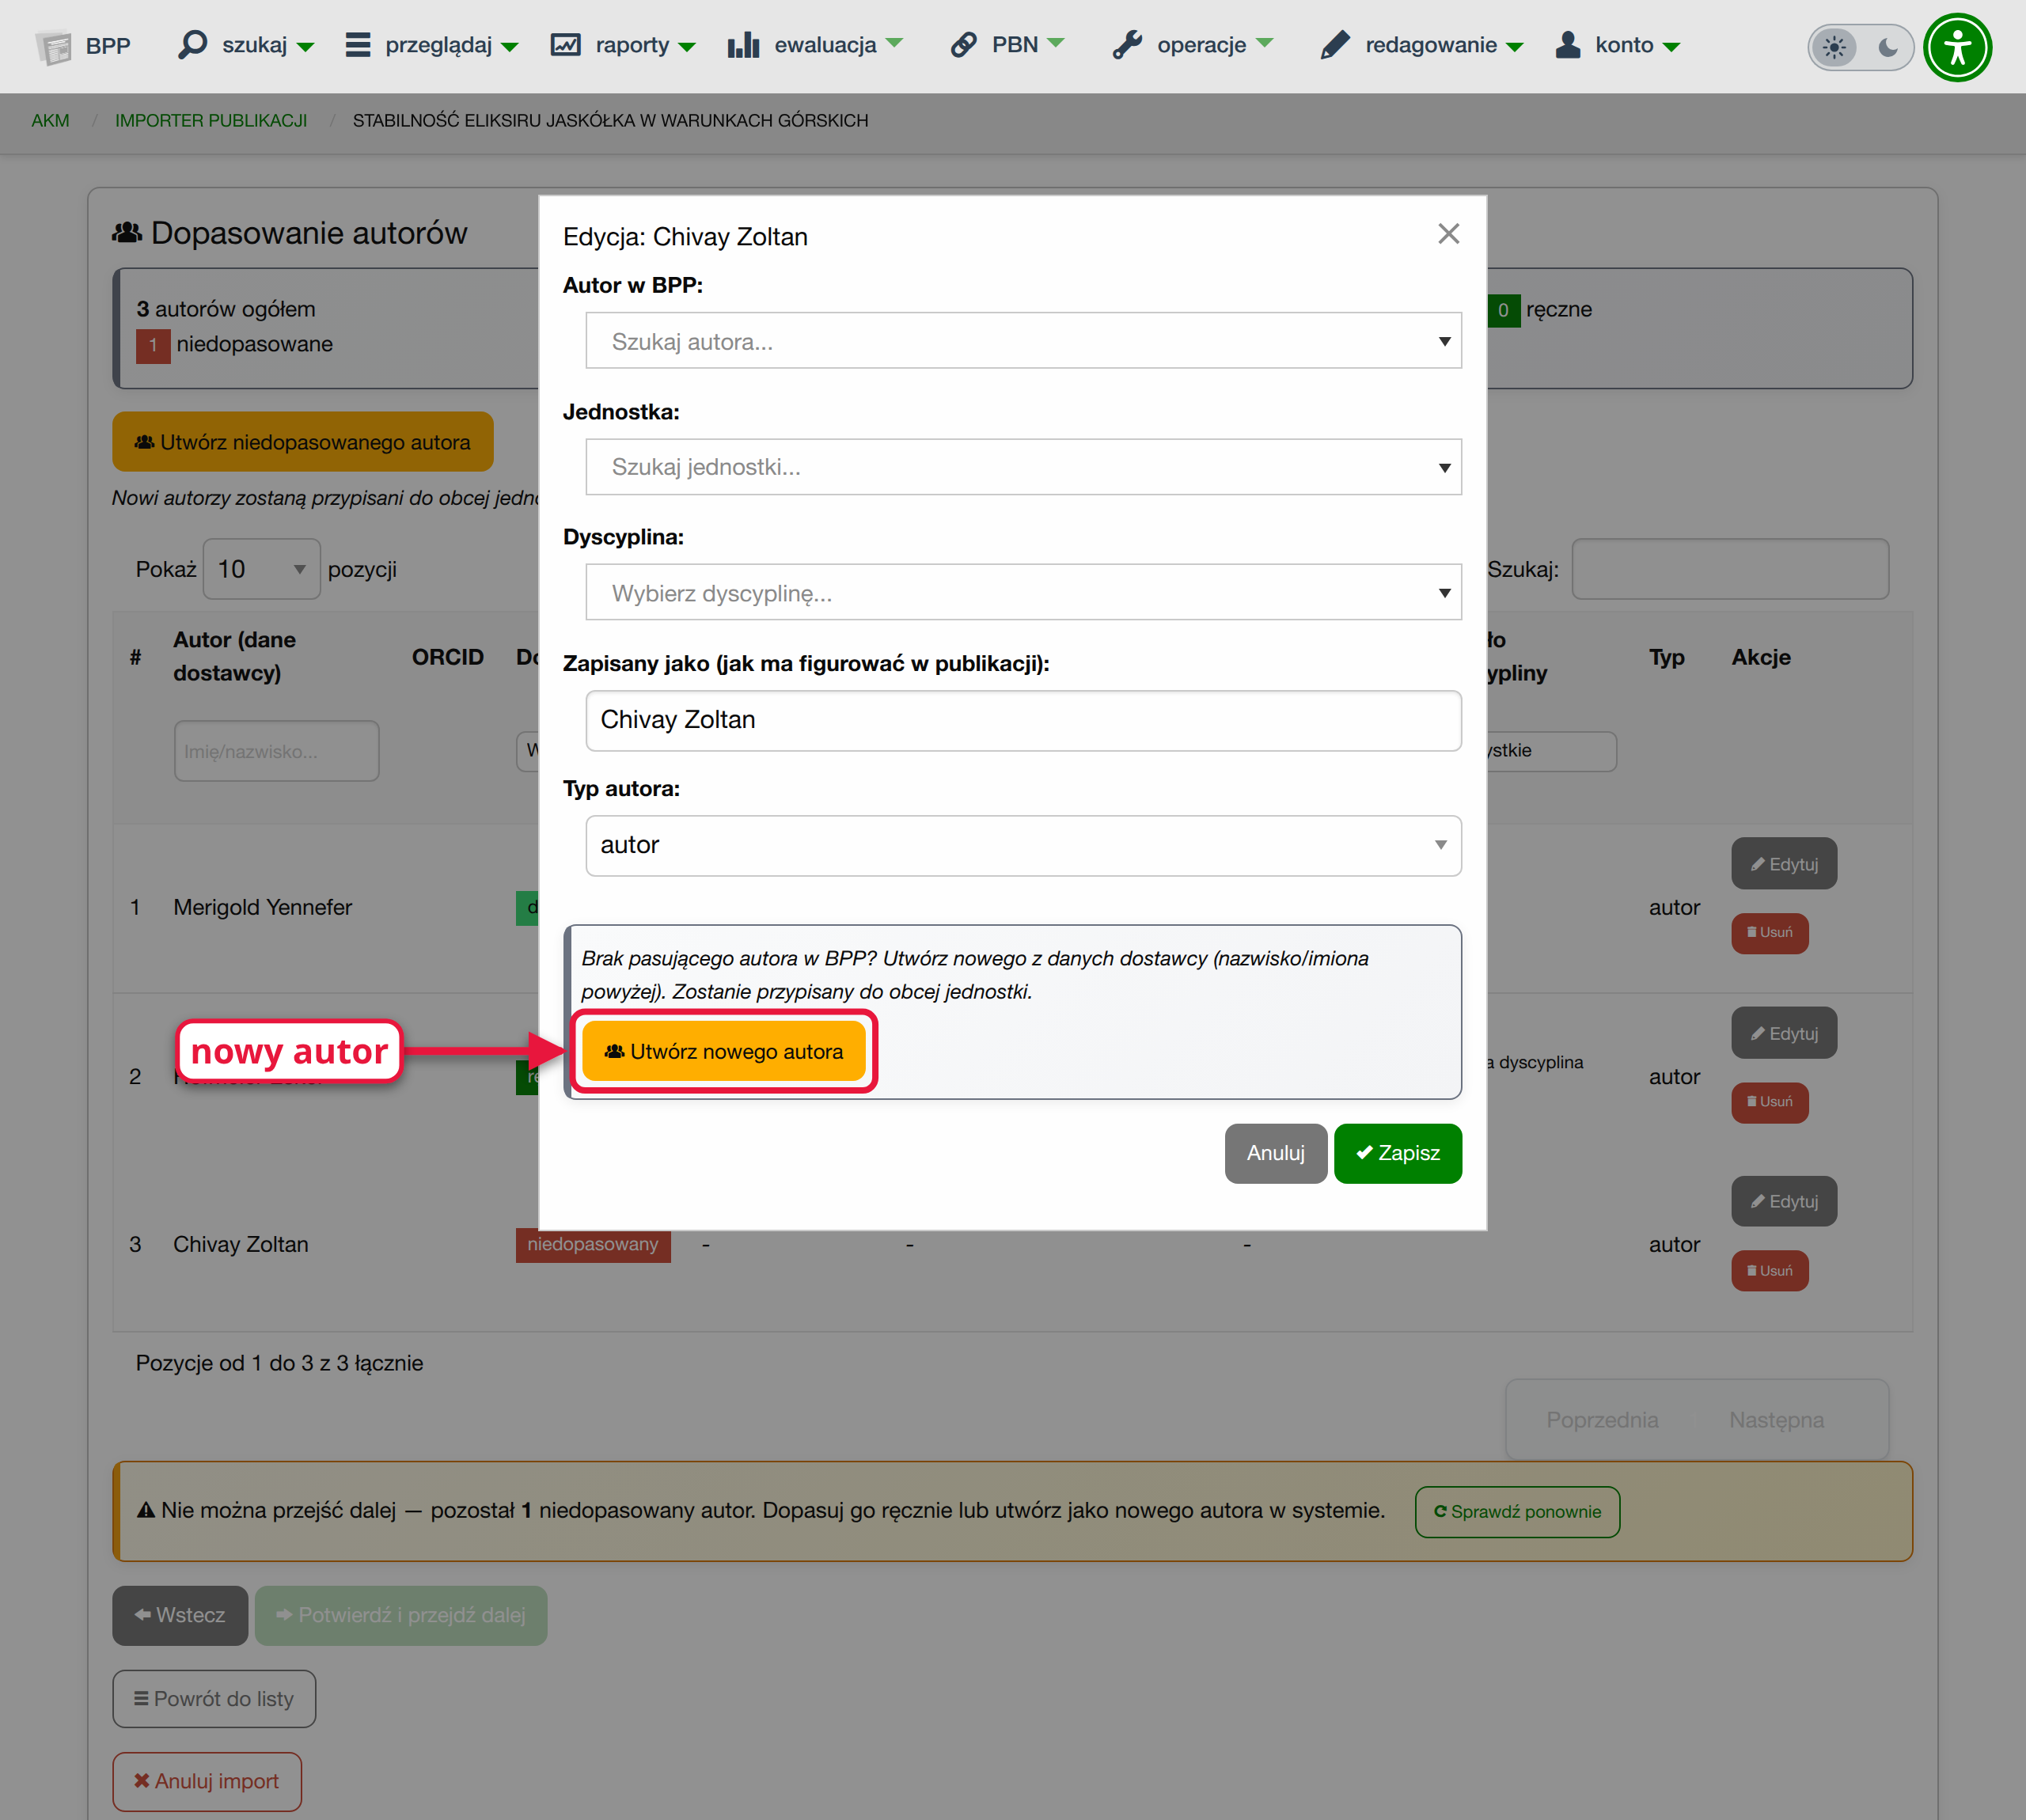 BPP szukaj przeglądaj raporty ewaluacja PBN operacje redagowanie konto
AKM / IMPORTER PUBLIKACJI / STABILNOŚĆ ELIKSIRU JASKÓŁKA W WARUNKACH GÓRSKICH
Dopasowanie autorów
3 autorów ogółem
0 ręczne
1 niedopasowane
Utwórz niedopasowanego autora
Nowi autorzy zostaną przypisani do obcej
Pokaż 10 pozycji
Szukaj:
# Autor (dane dostawcy) ORCID Typ Akcje
Imię/nazwisko...
1 Merigold Yennefer autor Edytuj
Usuń
2 a dyscyplina autor Edytuj
Usuń
3 Chivay Zoltan niedopasowany - - - autor Edytuj
Usuń
Pozycje od 1 do 3 z 3 łącznie
Poprzednia Następna
Nie można przejść dalej — pozostał 1 niedopasowany autor. Dopasuj go ręcznie lub utwórz jako nowego autora w systemie. Sprawdź ponownie
Wstecz Potwierdź i przejdź dalej
Powrót do listy
Anuluj import
Edycja: Chivay Zoltan
Autor w BPP:
Szukaj autora...
Jednostka:
Szukaj jednostki...
Dyscyplina:
Wybierz dyscyplinę...
Zapisany jako (jak ma figurować w publikacji):
Chivay Zoltan
Typ autora:
autor
Brak pasującego autora w BPP? Utwórz nowego z danych dostawcy (nazwisko/imiona
powyżej). Zostanie przypisany do obcej jednostki.
nowy autor
Utwórz nowego autora
Anuluj Zapisz